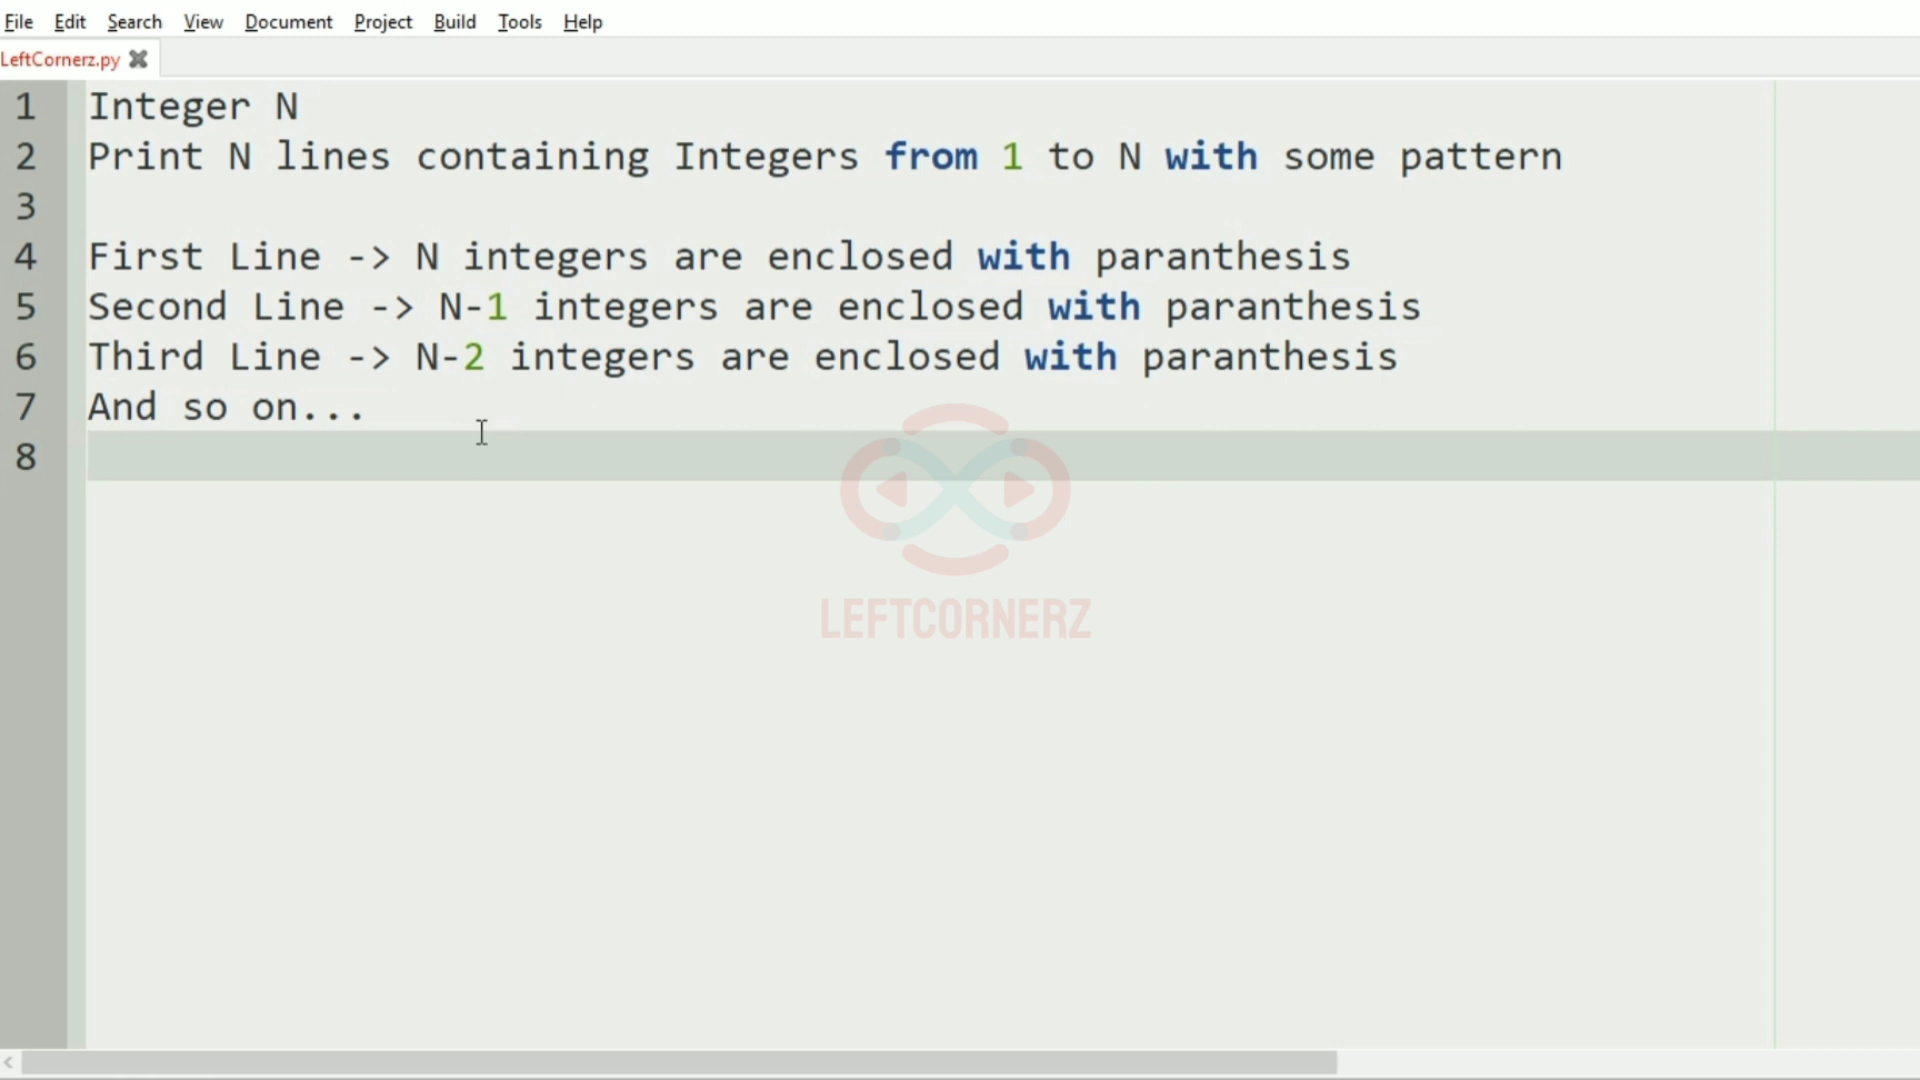 File Edit Search View Document Project Build Tools Help
LeftCornerz.py
1 Integer N
2 Print N lines containing Integers from 1 to N with some pattern
3
4 First Line -> N integers are enclosed with paranthesis
5 Second Line -> N-1 integers are enclosed with paranthesis
6 Third Line -> N-2 integers are enclosed with paranthesis
7 And so on...
8
LEFTCORNERZ